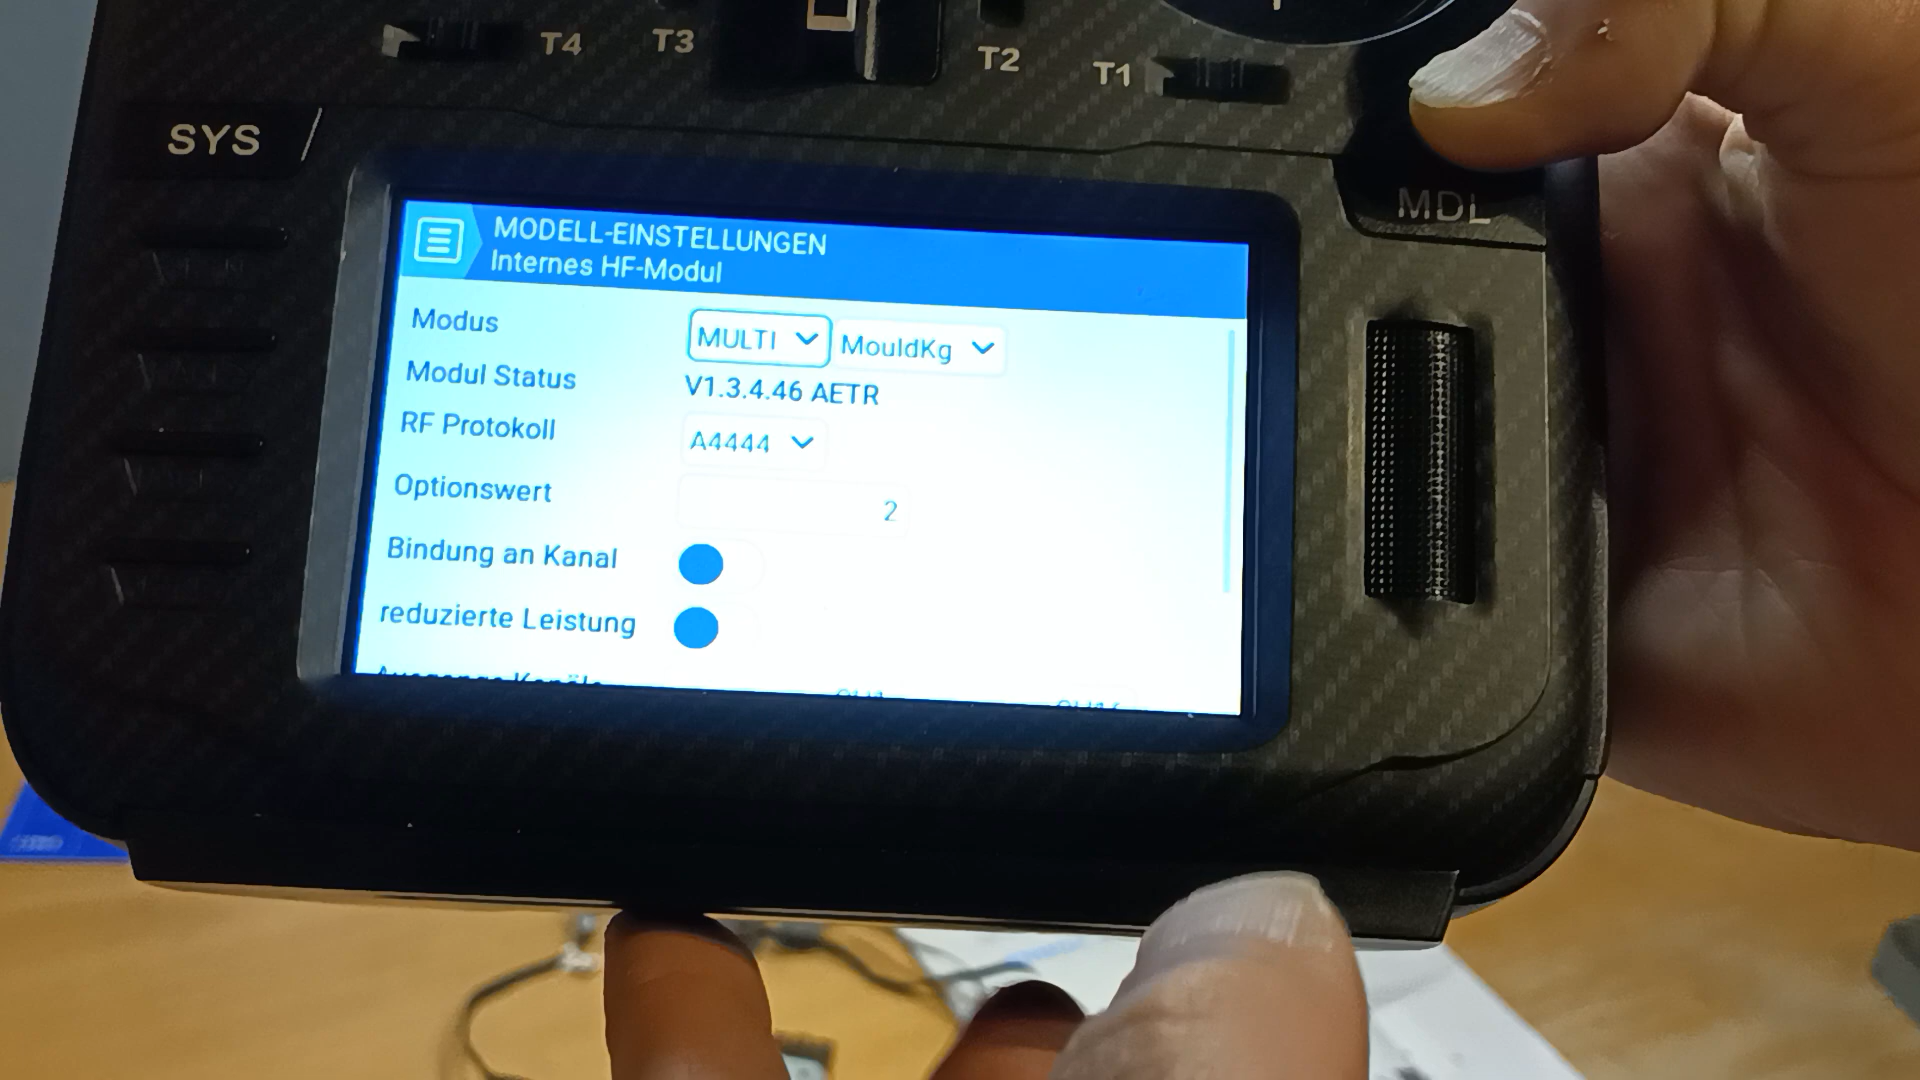 T4
T3
T2
T1
SYS
MDL
MODELL-EINSTELLUNGEN
Internes HF-Modul
Modus MULTI MouldKg
Modul Status V1.3.4.46 AETR
RF Protokoll A4444
Optionswert 2
Bindung an Kanal
reduzierte Leistung